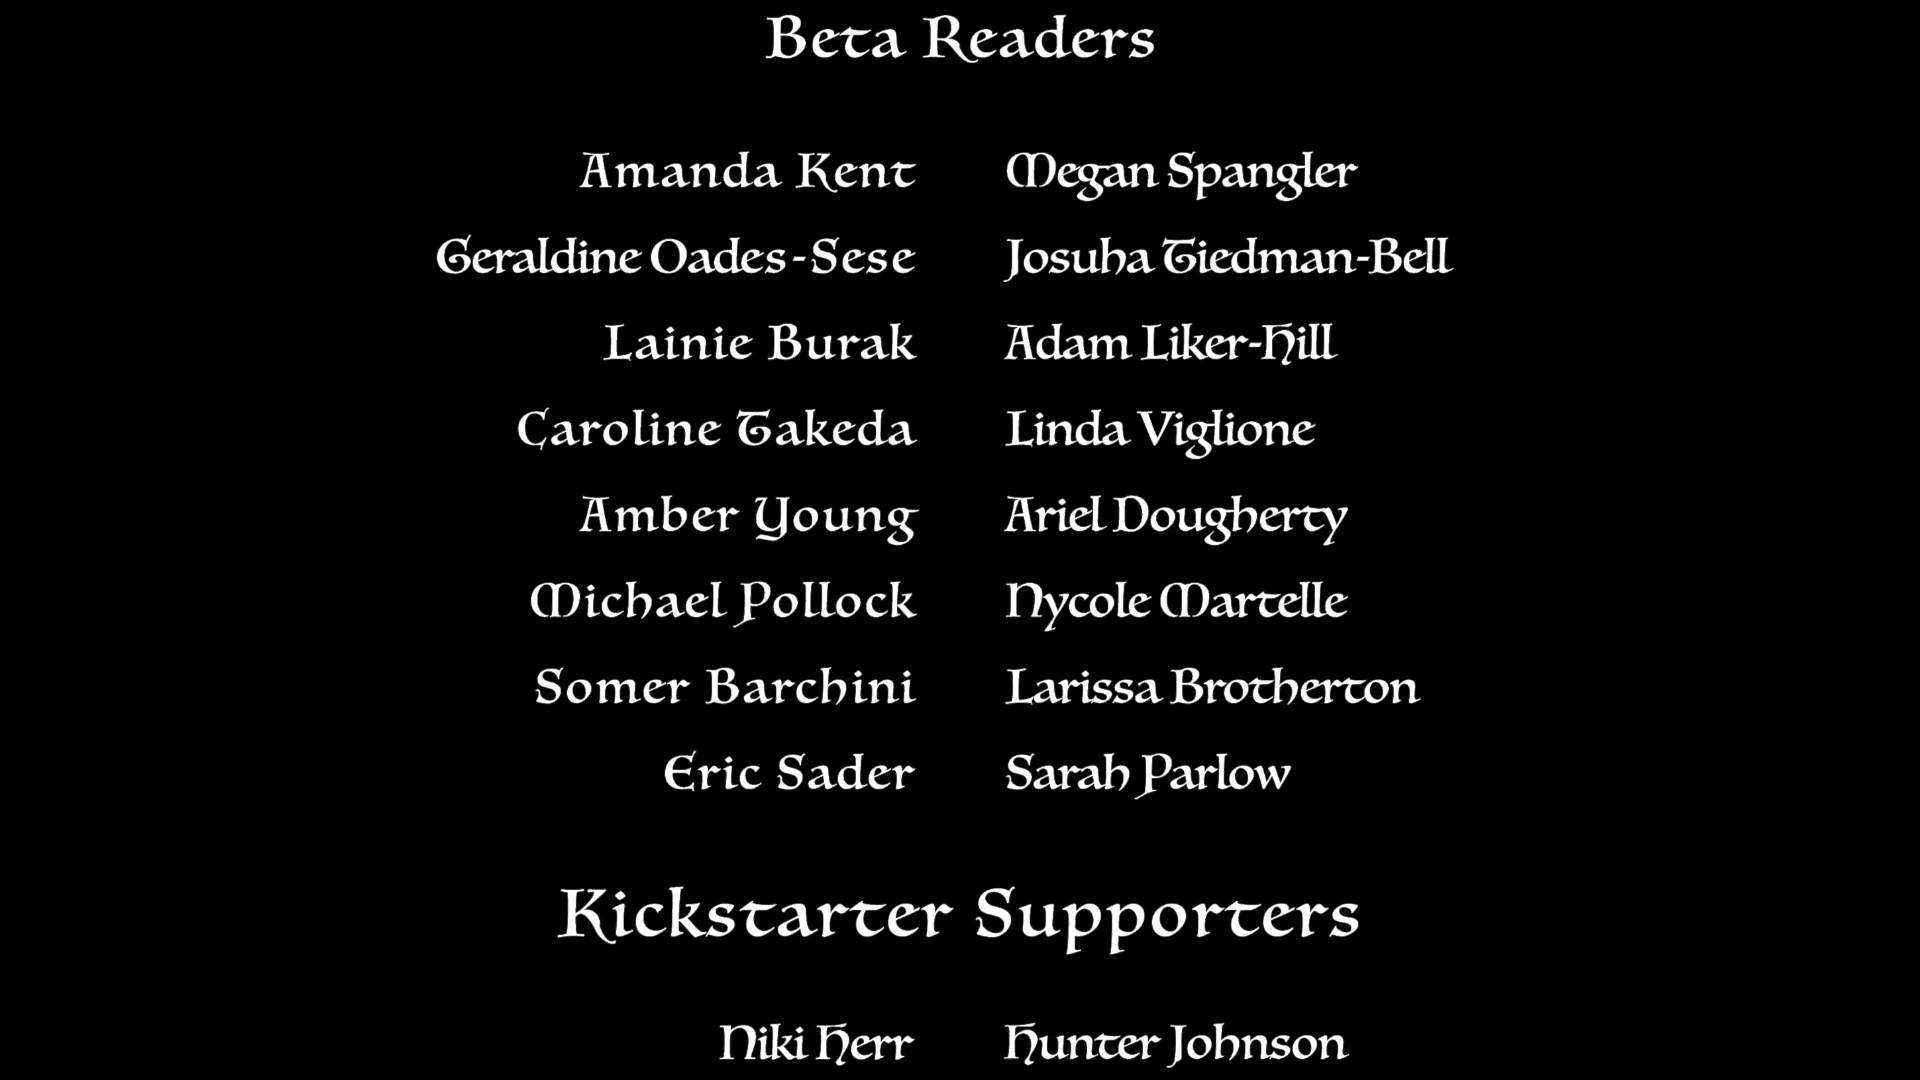 Beta Readers
Amanda Kent Megan Spangler
Geraldine Oades-Sese Josuha Tiedman-Bell
Lainie Burak Adam Liker-Hill
Caroline Takeda Linda Viglione
Amber Young Ariel Dougherty
Michael Pollock Nycole Martelle
Somer Barchini Larissa Brotherton
Eric Sader Sarah Parlow
Kickstarter Supporters
Niki Herr Hunter Johnson